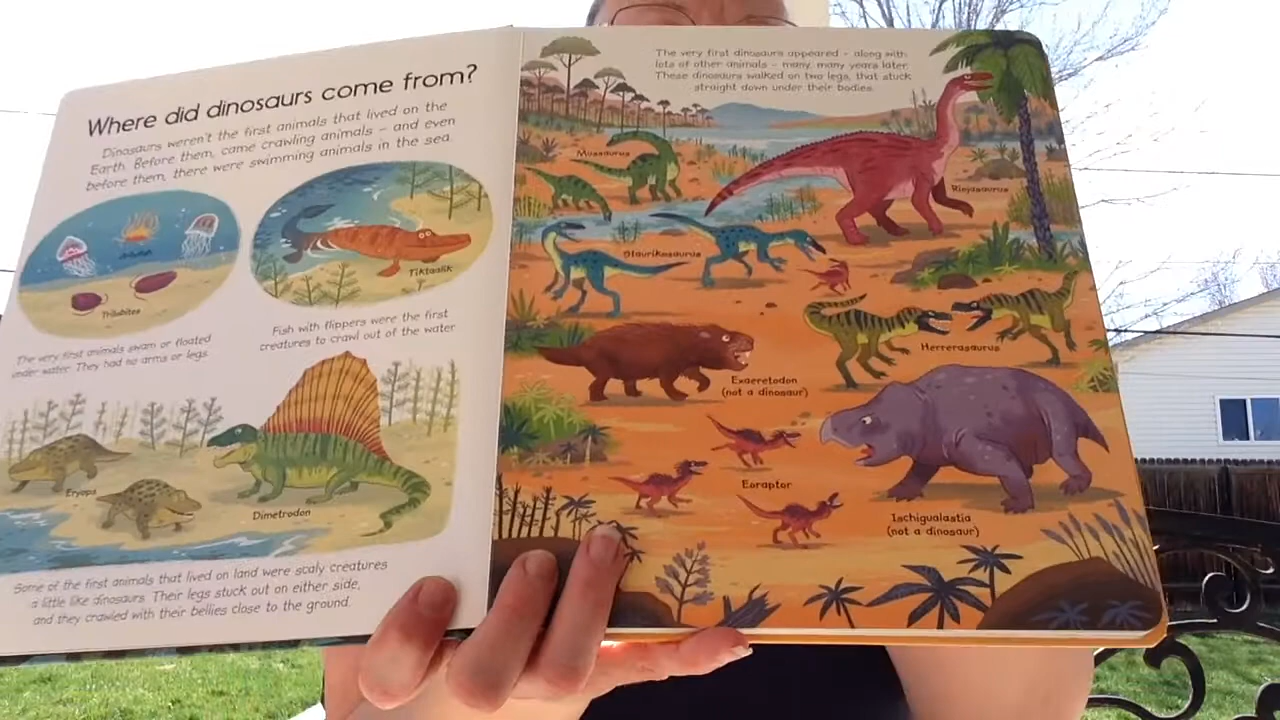 Where did dinosaurs come from?
Dinosaurs weren't the first animals that lived on the
Earth. Before them, came crawling animals – and even
before them, there were swimming animals in the sea.
Jellyfish
Trilobites
Tiktaalik
The very first animals swam or floated
under water. They had no arms or legs.
Fish with flippers were the first
creatures to crawl out of the water.
Eryops
Dimetrodon
Some of the first animals that lived on land were scaly creatures
a little like dinosaurs. Their legs stuck out on either side,
and they crawled with their bellies close to the ground.
The very first dinosaurs appeared – along with
lots of other animals – many, many years later.
These dinosaurs walked on two legs, that stuck
straight down under their bodies.
Mussaurus
Riojasaurus
Staurikosaurus
Herrerasaurus
Exaeretodon
(not a dinosaur)
Eoraptor
Ischigualastia
(not a dinosaur)